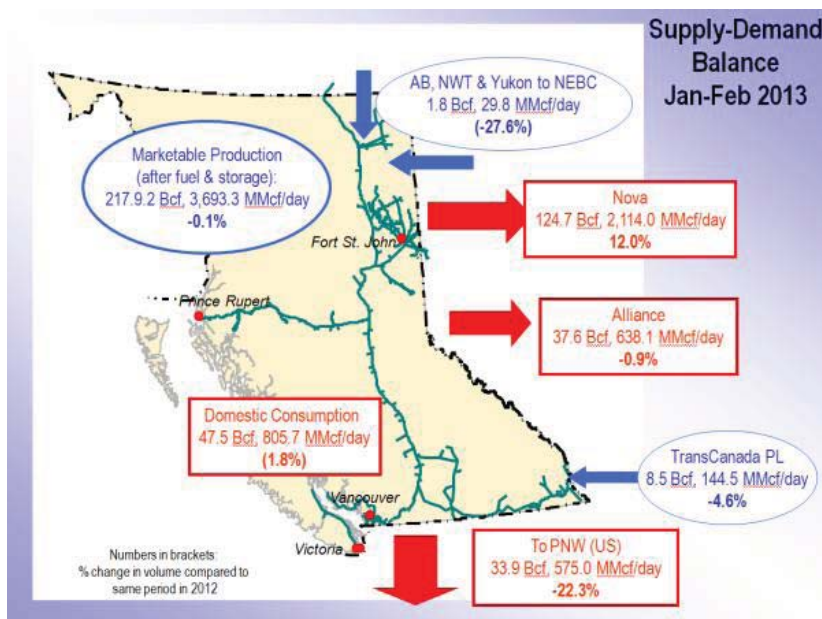 Supply-Demand
Balance
Jan-Feb 2013
AB, NWT & Yukon to NEBC
1.8 Bcf, 29.8 MMcf/day
(-27.6%)
Marketable Production
(after fuel & storage):
217.9.2 Bcf, 3,693.3 MMcf/day
-0.1%
Nova
124.7 Bcf, 2,114.0 MMcf/day
12.0%
Fort St. John
Prince Rupert
Alliance
37.6 Bcf, 638.1 MMcf/day
-0.9%
Domestic Consumption
47.5 Bcf, 805.7 MMcf/day
(1.8%)
TransCanada PL
8.5 Bcf, 144.5 MMcf/day
-4.6%
Vancouver
Victoria
To PNW (US)
33.9 Bcf, 575.0 MMcf/day
-22.3%
Numbers in brackets:
% change in volume compared to
same period in 2012